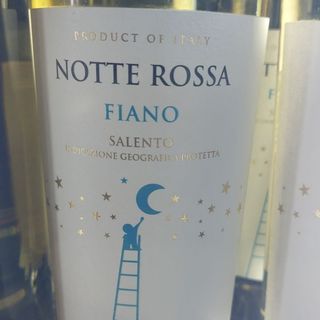 PRODUCT OF ITALY
NOTTE ROSSA
FIANO
SALENTO
INDICAZIONE GEOGRAFICA PROTETTA